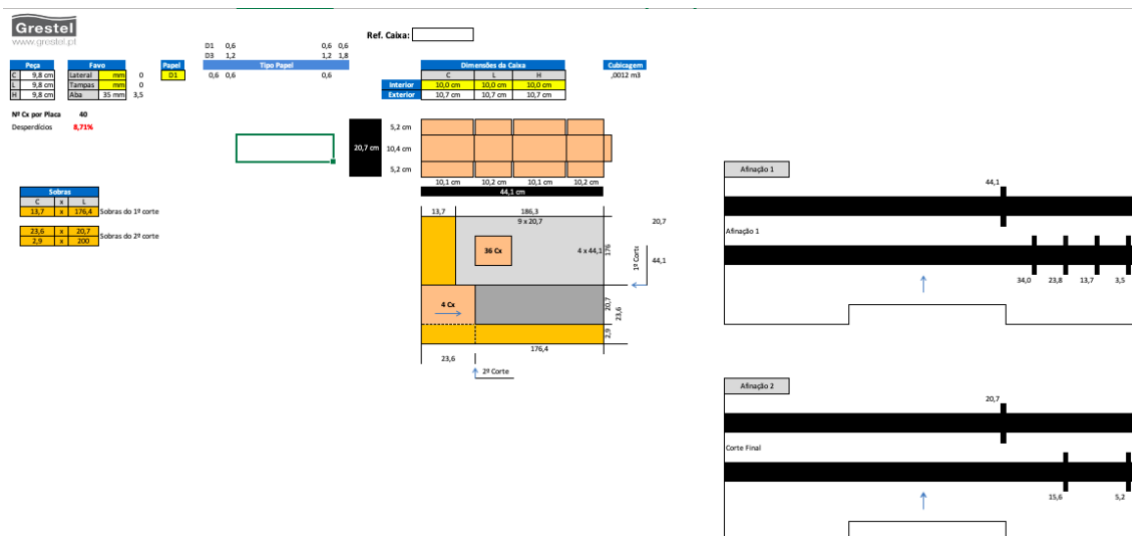 Grestel
www.grestel.pt
Ref. Caixa:
D1 0,6 0,6 0,6
D3 1,2 1,2 1,8
Peça Favo Papel Tipo Papel Dimensões da Caixa Cubicagem
C 9,8 cm Lateral mm 0 D1 0,6 0,6 0,6 C L H ,0012 m3
L 9,8 cm Tampas mm 0 Interior 10,0 cm 10,0 cm 10,0 cm
H 9,8 cm Aba 35 mm 3,5 Exterior 10,7 cm 10,7 cm 10,7 cm
Nº Cx por Placa 40
Desperdícios 8,71%
5,2 cm
20,7 cm 10,4 cm
5,2 cm
10,1 cm 10,2 cm 10,1 cm 10,2 cm
44,1 cm
Sobras
C x L
13,7 x 176,4 Sobras do 1º corte
23,6 x 20,7 Sobras do 2º corte
2,9 x 200
13,7 186,3
9 x 20,7 20,7
36 Cx 4 x 44,1 176 1º Corte 44,1
4 Cx 20,7 23,6
2,9
176,4
23,6
2º Corte
Afinação 1
44,1
Afinação 1
34,0 23,8 13,7 3,5
Afinação 2
20,7
Corte Final
15,6 5,2